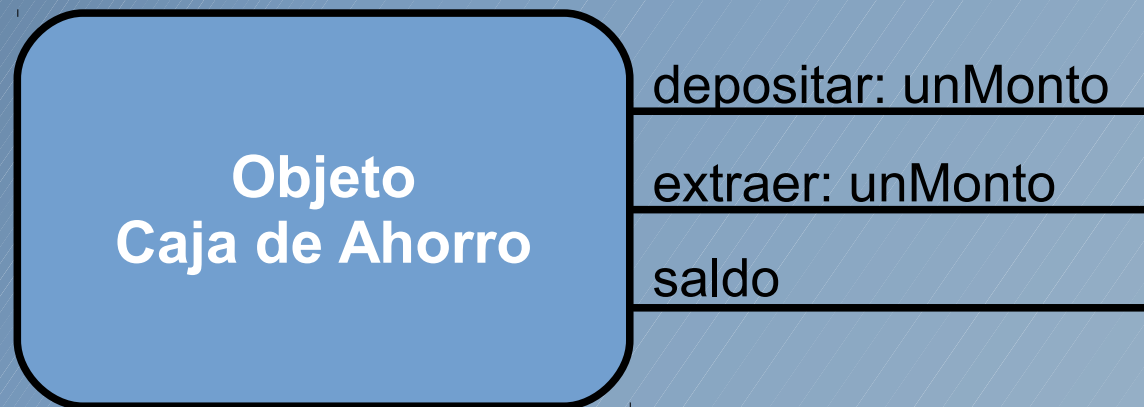 Objeto
Caja de Ahorro
depositar: unMonto
extraer: unMonto
saldo